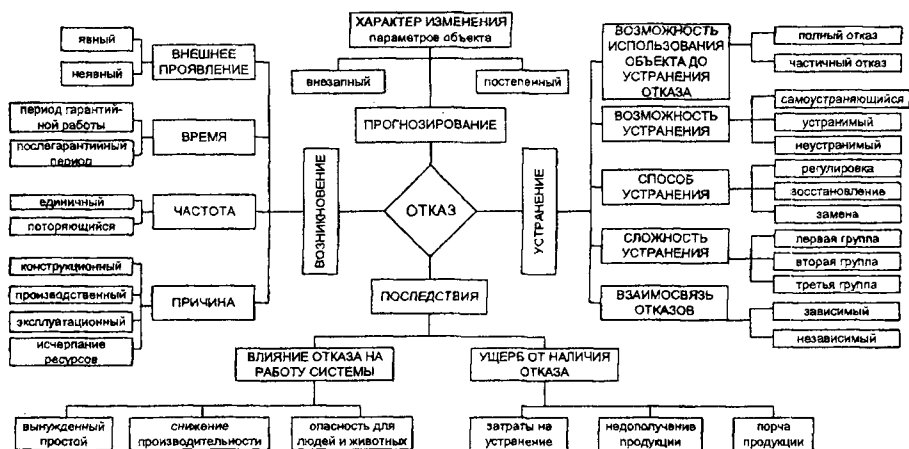 ХАРАКТЕР ИЗМЕНЕНИЯ
параметров объекта
внезапный
постепенный
ПРОГНОЗИРОВАНИЕ
явный
неявный
ВНЕШНЕЕ
ПРОЯВЛЕНИЕ
период гарантий-
ной работы
послегарантийный
период
ВРЕМЯ
единичный
поторяющийся
ЧАСТОТА
конструкционный
производственный
эксплуатационный
исчерпание
ресурсов
ПРИЧИНА
ВОЗНИКНОВЕНИЕ
ОТКАЗ
УСТРАНЕНИЕ
ВОЗМОЖНОСТЬ
ИСПОЛЬЗОВАНИЯ
ОБЪЕКТА ДО
УСТРАНЕНИЯ
ОТКАЗА
полный отказ
частичный отказ
ВОЗМОЖНОСТЬ
УСТРАНЕНИЯ
самоустраняющийся
устранимый
неустранимый
СПОСОБ
УСТРАНЕНИЯ
регулировка
восстановление
замена
СЛОЖНОСТЬ
УСТРАНЕНИЯ
первая группа
вторая группа
третья группа
ВЗАИМОСВЯЗЬ
ОТКАЗОВ
зависимый
независимый
ПОСЛЕДСТВИЯ
ВЛИЯНИЕ ОТКАЗА НА
РАБОТУ СИСТЕМЫ
вынужденный
простой
снижение
производительности
опасность для
людей и животных
УЩЕРБ ОТ НАЛИЧИЯ
ОТКАЗА
затраты на
устранение
недополучение
продукции
порча
продукции